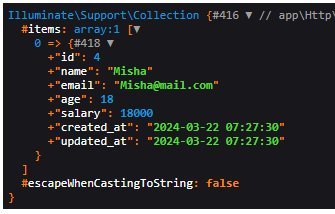 Illuminate\Support\Collection {#416 ▼ // app\Http\
#items: array:1 [▼
0 => {#418 ▼
+"id": 4
+"name": "Misha"
+"email": "Misha@mail.com"
+"age": 18
+"salary": 18000
+"created_at": "2024-03-22 07:27:30"
+"updated_at": "2024-03-22 07:27:30"
}
]
#escapeWhenCastingToString: false
}